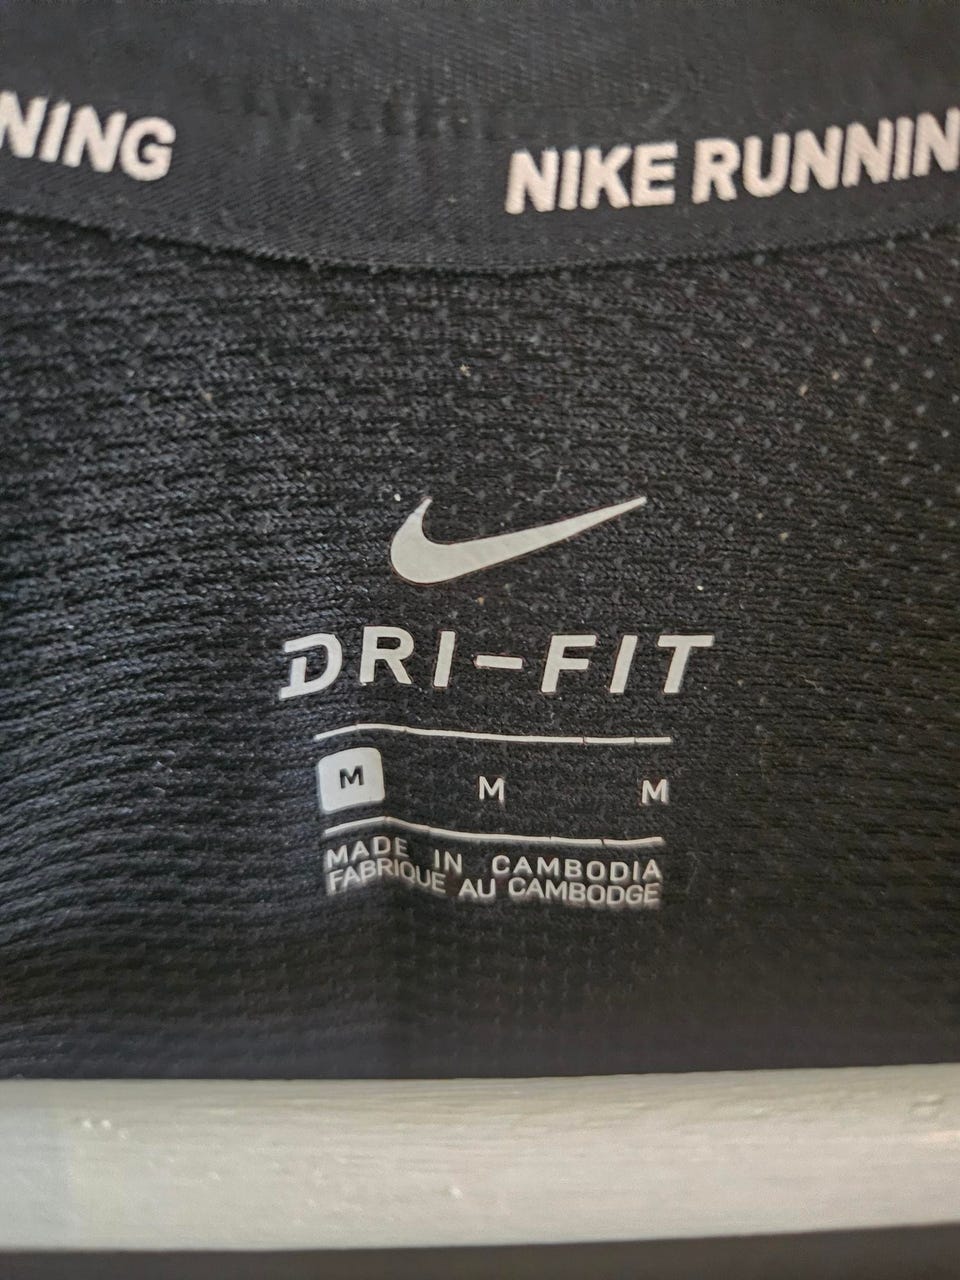 NING NIKE RUNNIN
DRI-FIT
M M M
MADE IN CAMBODIA
FABRIQUE AU CAMBODGE